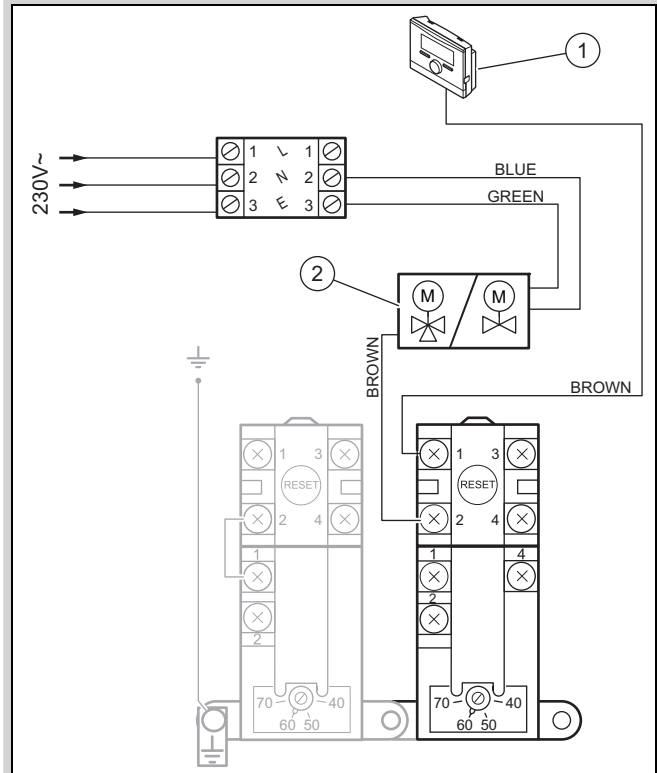 1
230V~
1 L 1
2 N 2
3 E 3
BLUE
GREEN
2
M
M
BROWN
BROWN
1 3
RESET
2 4
1
2
70 40
60 50
1 3
RESET
2 4
1 4
2
70 40
60 50